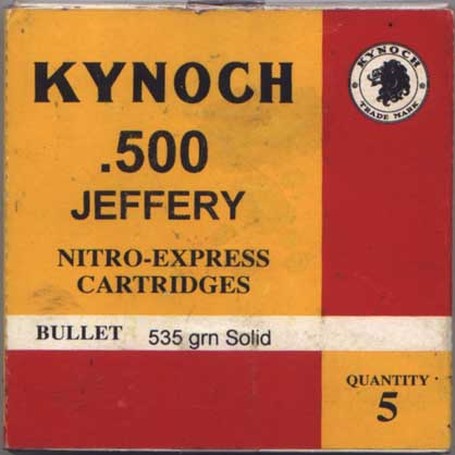 KYNOCH
.500
JEFFERY
NITRO-EXPRESS
CARTRIDGES
BULLET 535 grn Solid
KYNOCH
TRADE MARK
QUANTITY
5